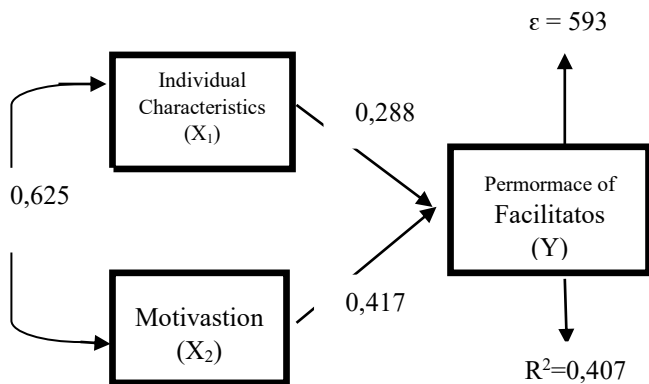 ε = 593
Individual
Characteristics
(X₁)
0,288
Permormace of
Facilitatos
(Y)
0,625
Motivastion
(X₂)
0,417
R²=0,407